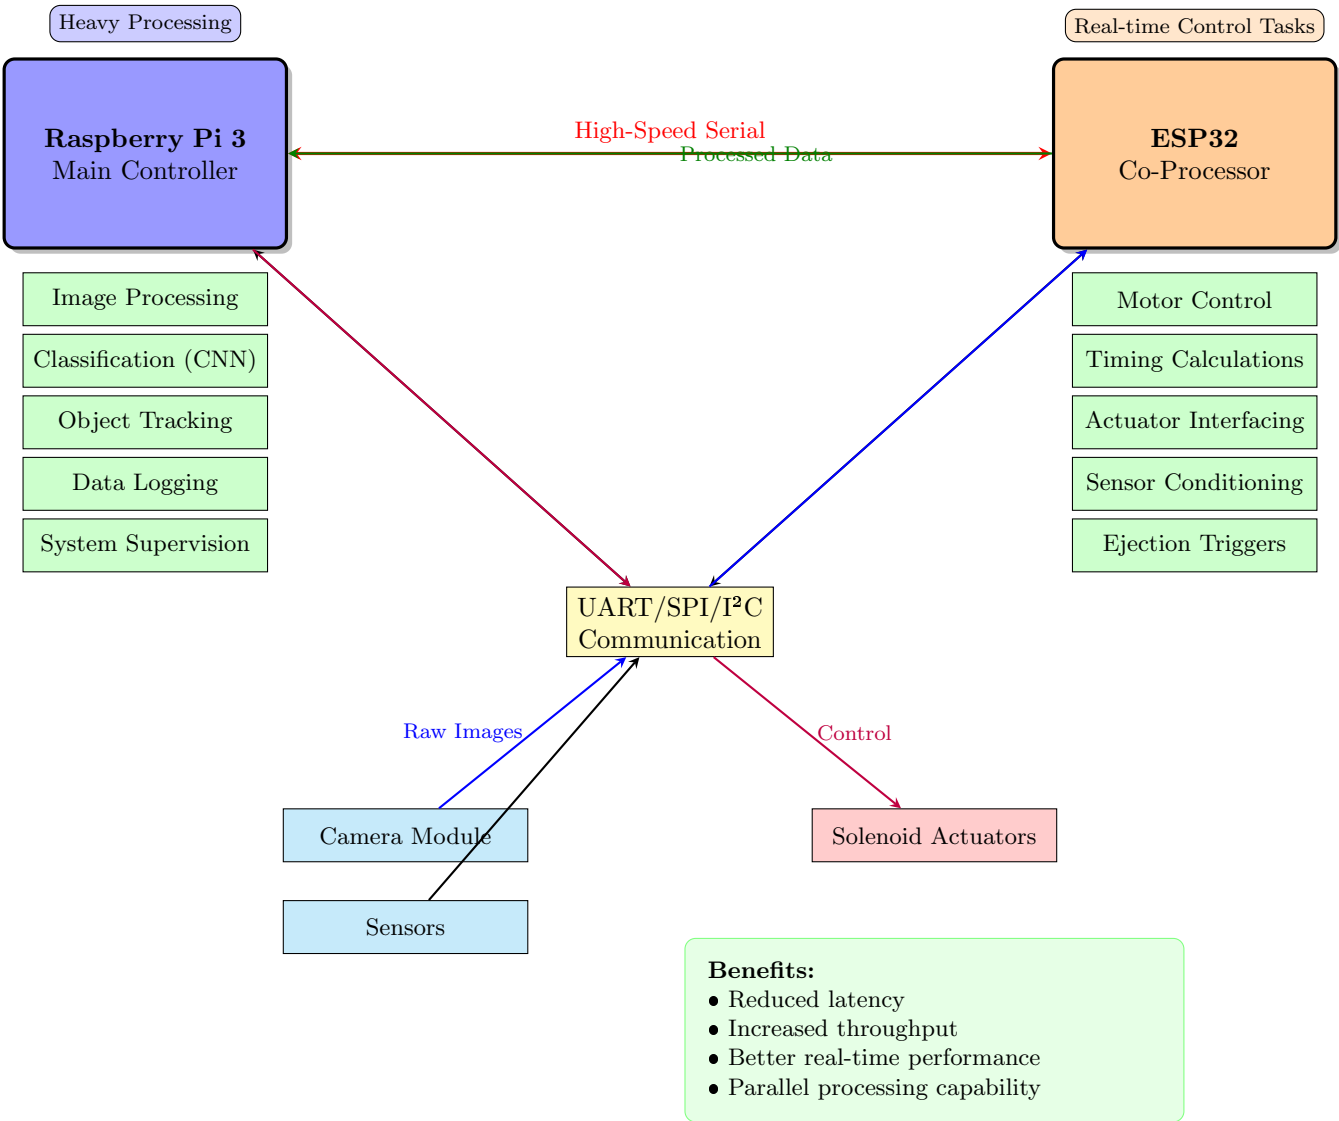 Heavy Processing
Real-time Control Tasks
Raspberry Pi 3
Main Controller
High-Speed Serial
Processed Data
ESP32
Co-Processor
Image Processing
Classification (CNN)
Object Tracking
Data Logging
System Supervision
Motor Control
Timing Calculations
Actuator Interfacing
Sensor Conditioning
Ejection Triggers
UART/SPI/I²C
Communication
Raw Images
Control
Camera Module
Solenoid Actuators
Sensors
Benefits:
• Reduced latency
• Increased throughput
• Better real-time performance
• Parallel processing capability